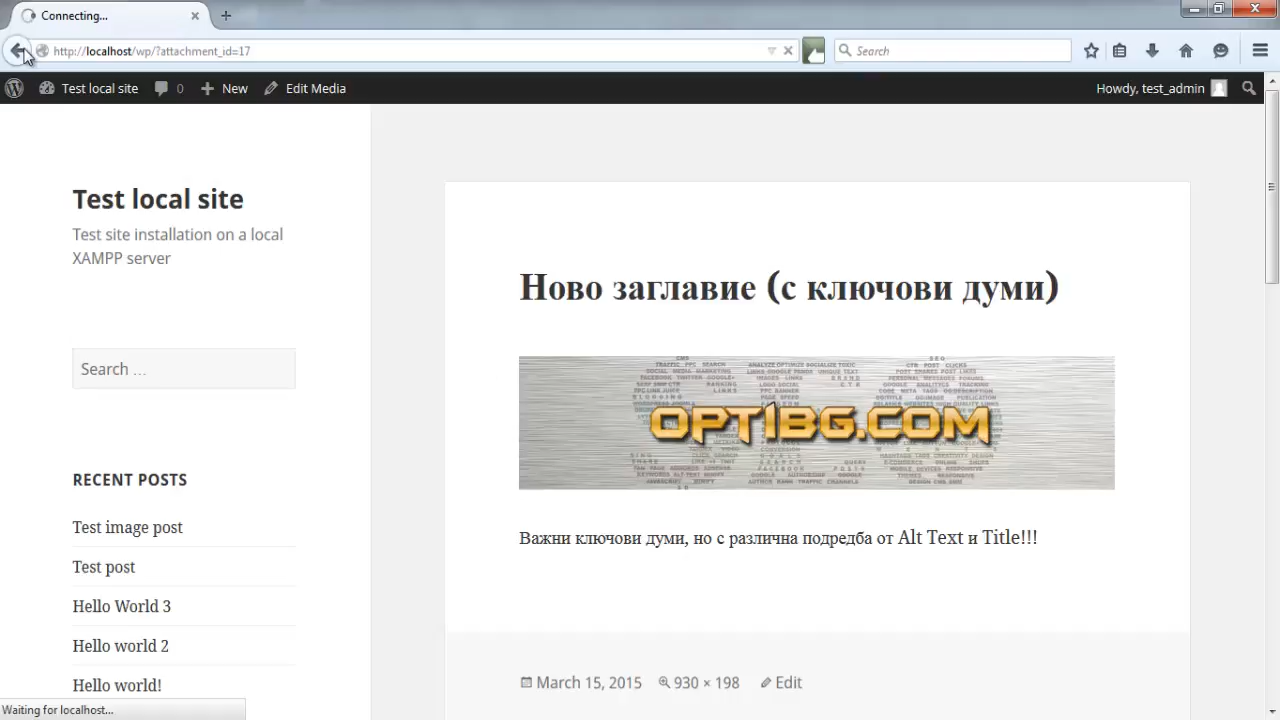 Connecting...
http://localhost/wp/?attachment_id=17
Search
Test local site
0
New
Edit Media
Howdy, test_admin
Test local site
Test site installation on a local
XAMPP server
Search ...
RECENT POSTS
Test image post
Test post
Hello World 3
Hello world 2
Hello world!
Ново заглавие (с ключови думи)
OPTIBG.COM
Важни ключови думи, но с различна подредба от Alt Text и Title!!!
March 15, 2015
930 × 198
Edit
Waiting for localhost...